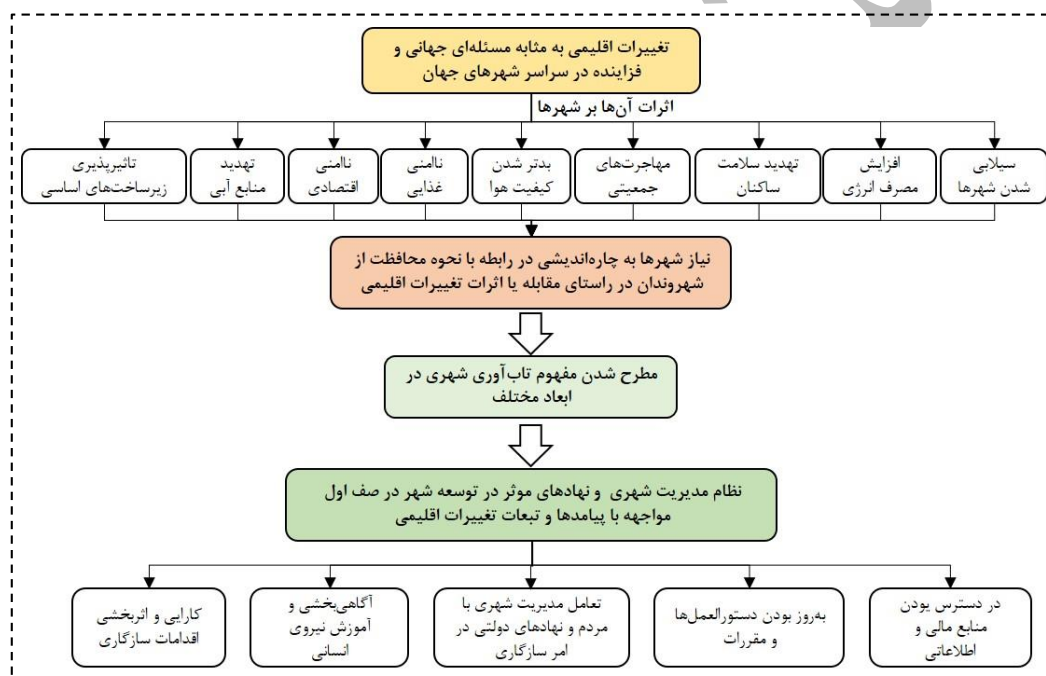 تغییرات اقلیمی به مثابه مسئله‌ای جهانی و
فزاینده در سراسر شهرهای جهان
اثرات آن‌ها بر شهرها
سیلابی
شدن شهرها
افزایش
مصرف انرژی
تهدید سلامت
ساکنان
مهاجرت‌های
جمعیتی
بدتر شدن
کیفیت هوا
ناامنی
غذایی
ناامنی
اقتصادی
تهدید
منابع آبی
تاثیرپذیری
زیرساخت‌های اساسی
نیاز شهرها به چاره‌اندیشی در رابطه با نحوه محافظت از
شهروندان در راستای مقابله یا اثرات تغییرات اقلیمی
مطرح شدن مفهوم تاب‌آوری شهری در
ابعاد مختلف
نظام مدیریت شهری و نهادهای موثر در توسعه شهر در صف اول
مواجهه با پیامدها و تبعات تغییرات اقلیمی
در دسترس بودن
منابع مالی و
اطلاعاتی
به‌روز بودن دستورالعمل‌ها
و مقررات
تعامل مدیریت شهری با
مردم و نهادهای دولتی در
امر سازگاری
آگاهی‌بخشی و
آموزش نیروی
انسانی
کارایی و اثربخشی
اقدامات سازگاری